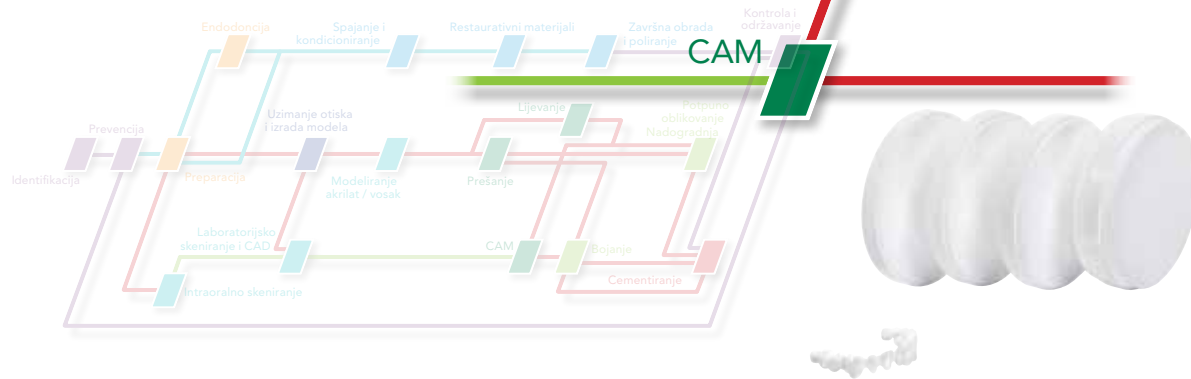 Kontrola i
održavanje
Endodoncija
Spajanje i
kondicioniranje
Restaurativni materijali
Završna obrada
i poliranje
CAM
Lijevanje
Potpuno
oblikovanje
Nadogradnja
Uzimanje otiska
i izrada modela
Prevencija
Identifikacija
Preparacija
Modeliranje
akrilat / vosak
Prešanje
Laboratorijsko
skeniranje i CAD
CAM
Bojanje
Cementiranje
Intraoralno skeniranje